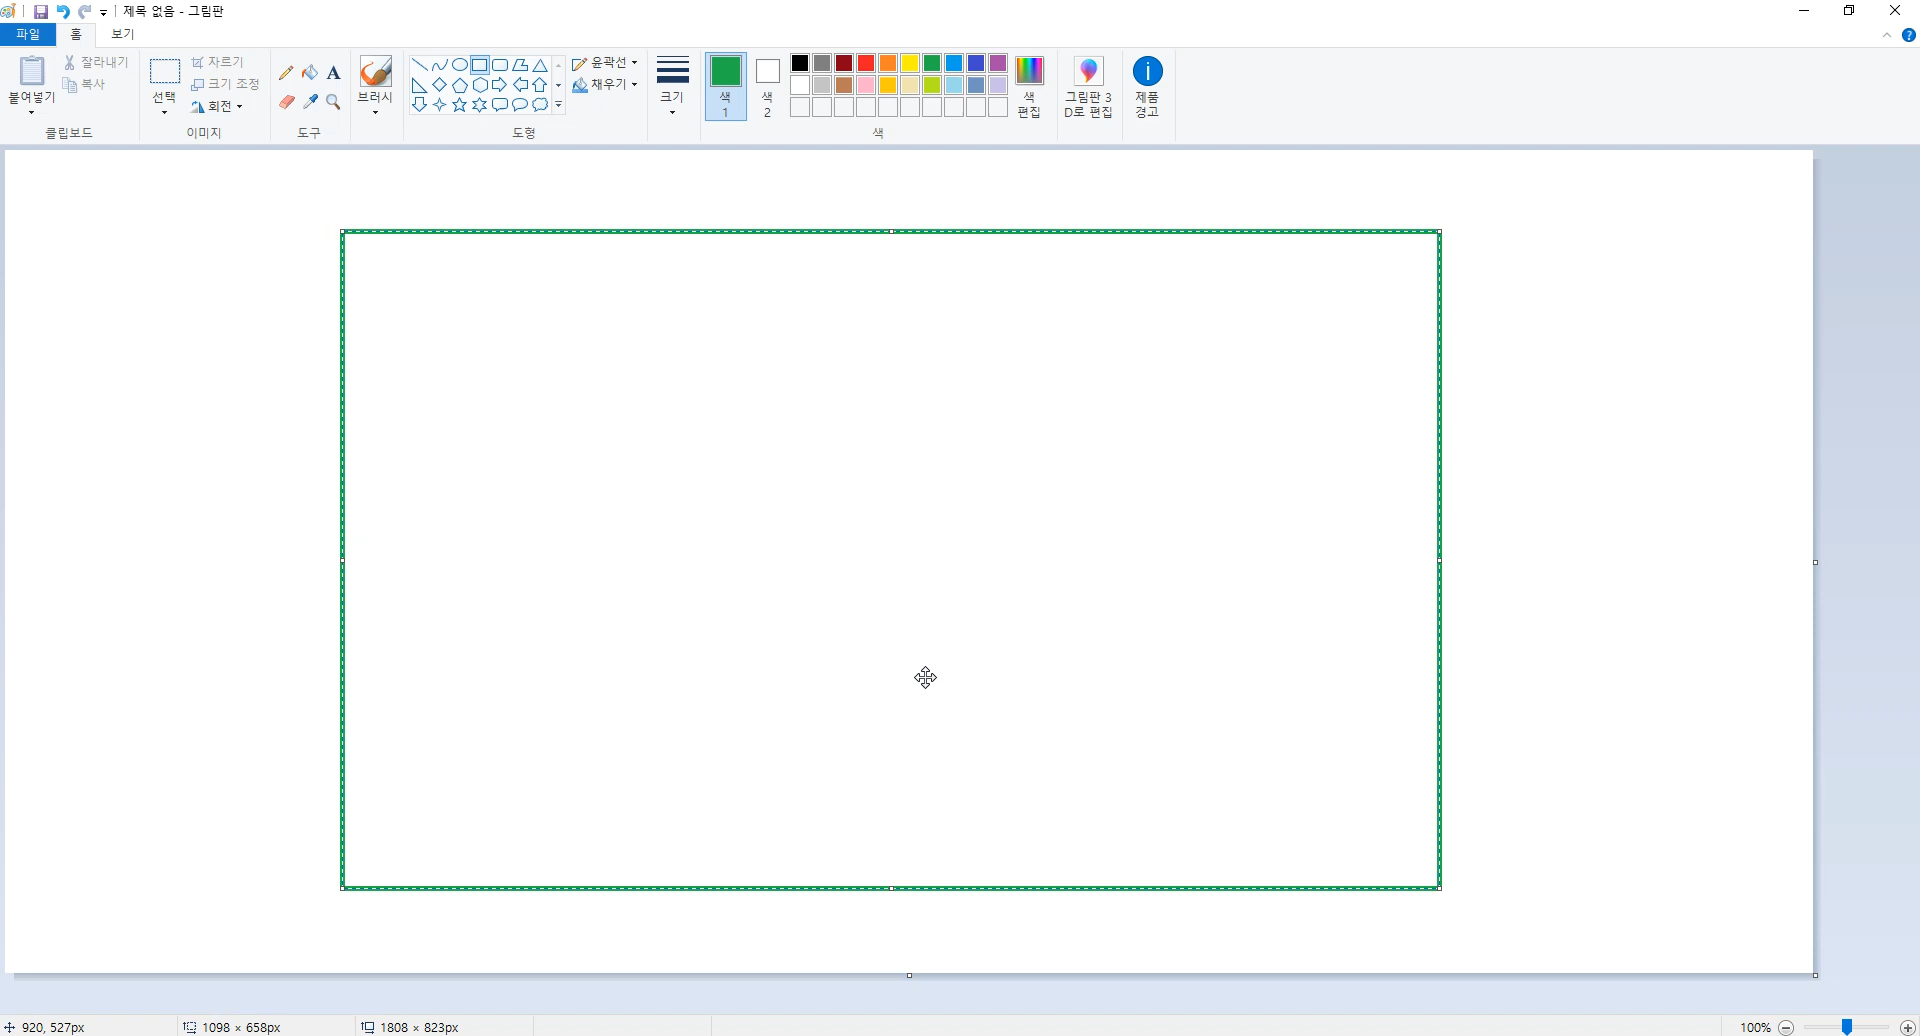 제목 없음 - 그림판
파일 홈 보기
붙여넣기
잘라내기
복사
클립보드
선택
자르기
크기 조정
회전
이미지
A
도구
브러시
윤곽선
채우기
도형
크기
색
1
색
2
색
편집
색
그림판 3
D로 편집
제품
경고
920, 527px
1098 × 658px
1808 × 823px
100%